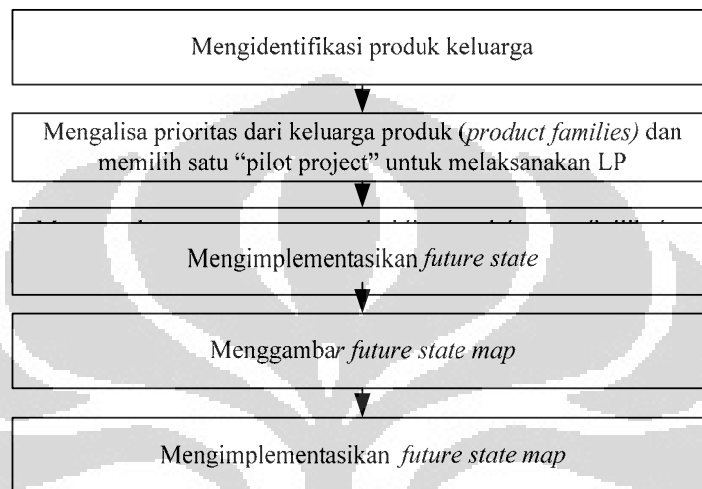 Mengidentifikasi produk keluarga
Mengalisa prioritas dari keluarga produk (product families) dan
memilih satu “pilot project” untuk melaksanakan LP
Mengimplementasikan future state
Menggambar future state map
Mengimplementasikan future state map